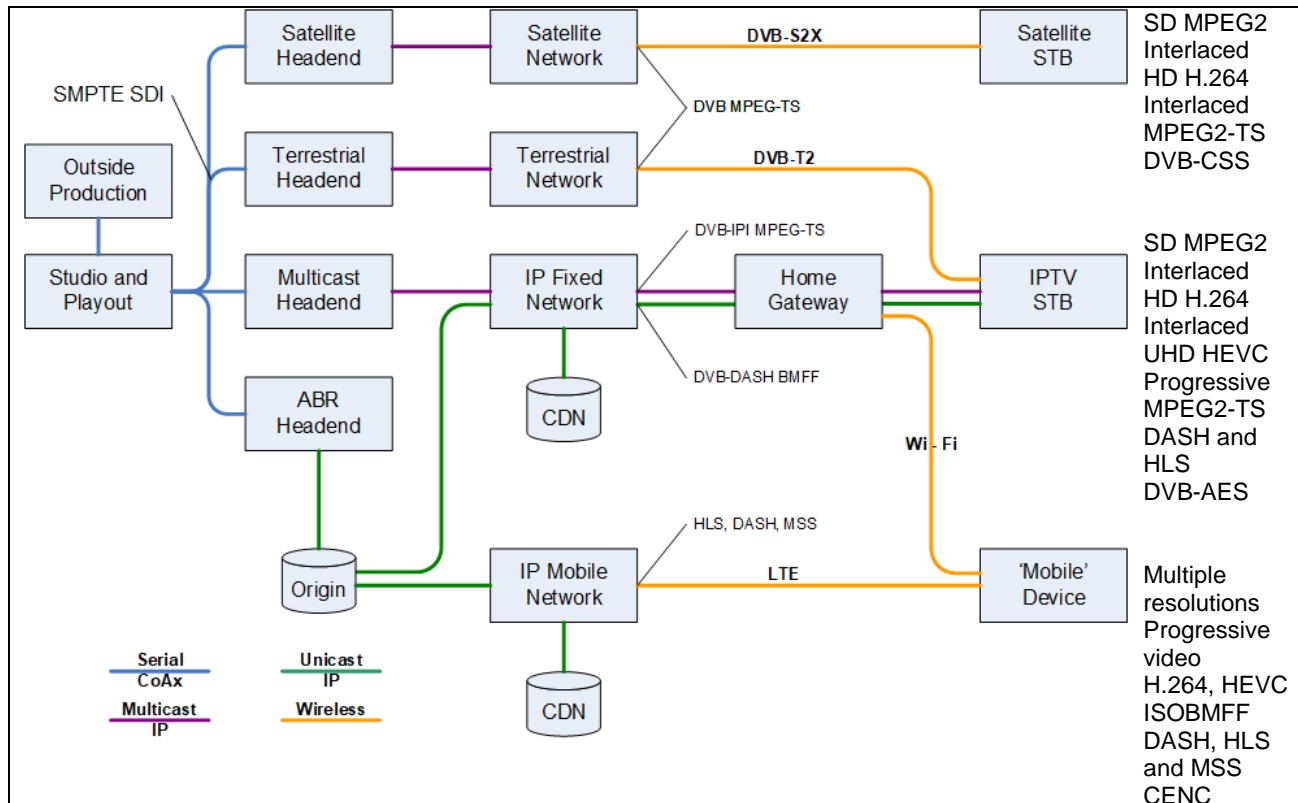 Satellite
Headend
Satellite
Network
DVB-S2X
Satellite
STB
SD MPEG2
Interlaced
HD H.264
Interlaced
MPEG2-TS
DVB-CSS
SMPTE SDI
DVB MPEG-TS
Outside
Production
Terrestrial
Headend
Terrestrial
Network
DVB-T2
Studio and
Playout
Multicast
Headend
IP Fixed
Network
DVB-IPI MPEG-TS
Home
Gateway
IPTV
STB
SD MPEG2
Interlaced
HD H.264
Interlaced
UHD HEVC
Progressive
MPEG2-TS
DASH and
HLS
DVB-AES
DVB-DASH BMFF
ABR
Headend
CDN
Wi - Fi
Origin
IP Mobile
Network
HLS, DASH, MSS
LTE
'Mobile'
Device
Multiple
resolutions
Progressive
video
H.264, HEVC
ISOBMFF
DASH, HLS
and MSS
CENC
CDN
Serial
CoAx
Unicast
IP
Multicast
IP
Wireless